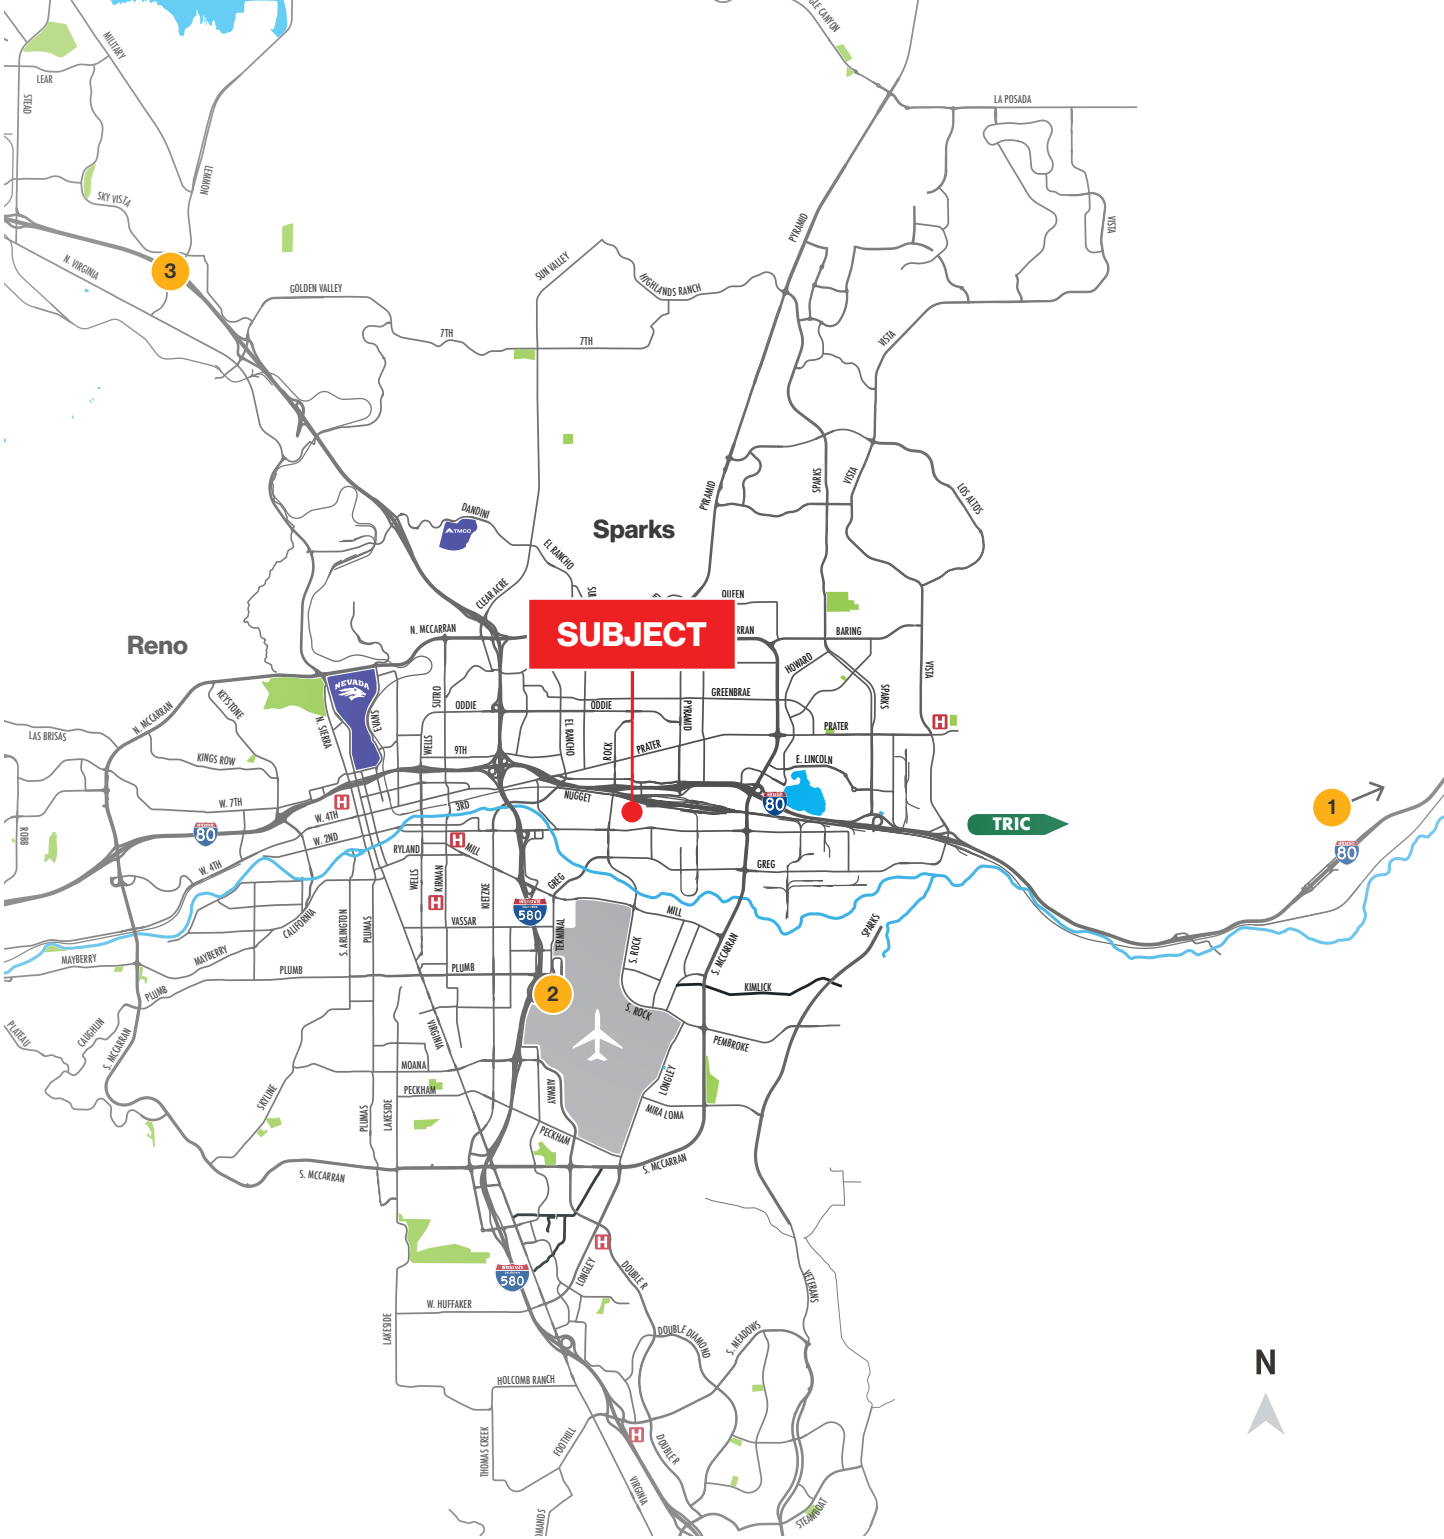 GLE CANYON
MILITARY
LEAR
STEAD
LA POSADA
LEMMON
SKY VISTA
PYRAMID
VISTA
N. VIRGINIA
3
SUN VALLEY
HIGHLANDS RANCH
GOLDEN VALLEY
7TH
7TH
VISTA
SPARKS
VISTA
PYRAMID
LOS ALTOS
DANDINI
TMCC
Sparks
EL RANCHO
CLEAR ACRE
QUEEN
SUBJECT
N. MCCARRAN
RRAN
BARING
Reno
HOWARD
VISTA
NEVADA
KEYSTONE
N. MCCARRAN
N. SIERRA
EVANS
SUTRO
ODDIE
ODDIE
GREENBRAE
SPARKS
PYRAMID
H
PRATER
LAS BRISAS
KINGS ROW
WELLS
9TH
EL RANCHO
ROCK
PRATER
E. LINCOLN
W. 7TH
H
W. 4TH
3RD
NUGGET
80
1
TRIC
80
ROBB
W. 2ND
W. 4TH
RYLAND
H
MILL
80
GREG
WELLS
KIRMAN
KIETZKE
GREG
H
INTERSTATE
580
CALIFORNIA
S. ARLINGTON
PLUMAS
VASSAR
TERMINAL
MILL
S. ROCK
S. MCCARRAN
SPARKS
MAYBERRY
MAYBERRY
PLUMB
PLUMB
PLUMB
2
KIMLICK
S. ROCK
PLATEAU
CAUGHLIN
S. MCCARRAN
VIRGINIA
PEMBROKE
MOANA
PECKHAM
AIRWAY
LONGLEY
SKYLINE
PLUMAS
LAKESIDE
MIRA LOMA
PECKHAM
S. MCCARRAN
S. MCCARRAN
H
580
LONGLEY
DOUBLE R
VETERANS
W. HUFFAKER
LAKESIDE
DOUBLE DIAMOND
S. MEADOWS
N
HOLCOMB RANCH
THOMAS CREEK
FOOTHILL
H
DOUBLE R
VIRGINIA
STEAMBOAT
MANDS